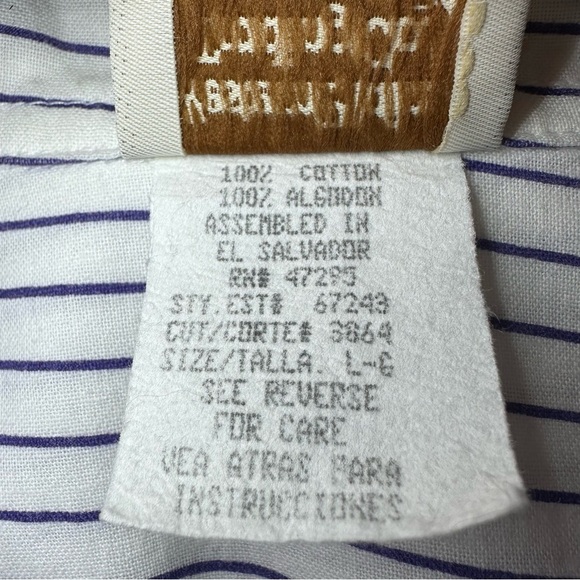 100% COTTON
100% ALGODON
ASSEMBLED IN
EL SALVADOR
RN# 47295
STY.EST# 67243
CUT/CORTE# 3864
SIZE/TALLA. L-G
SEE REVERSE
FOR CARE
VEA ATRAS PARA
INSTRUCCIONES